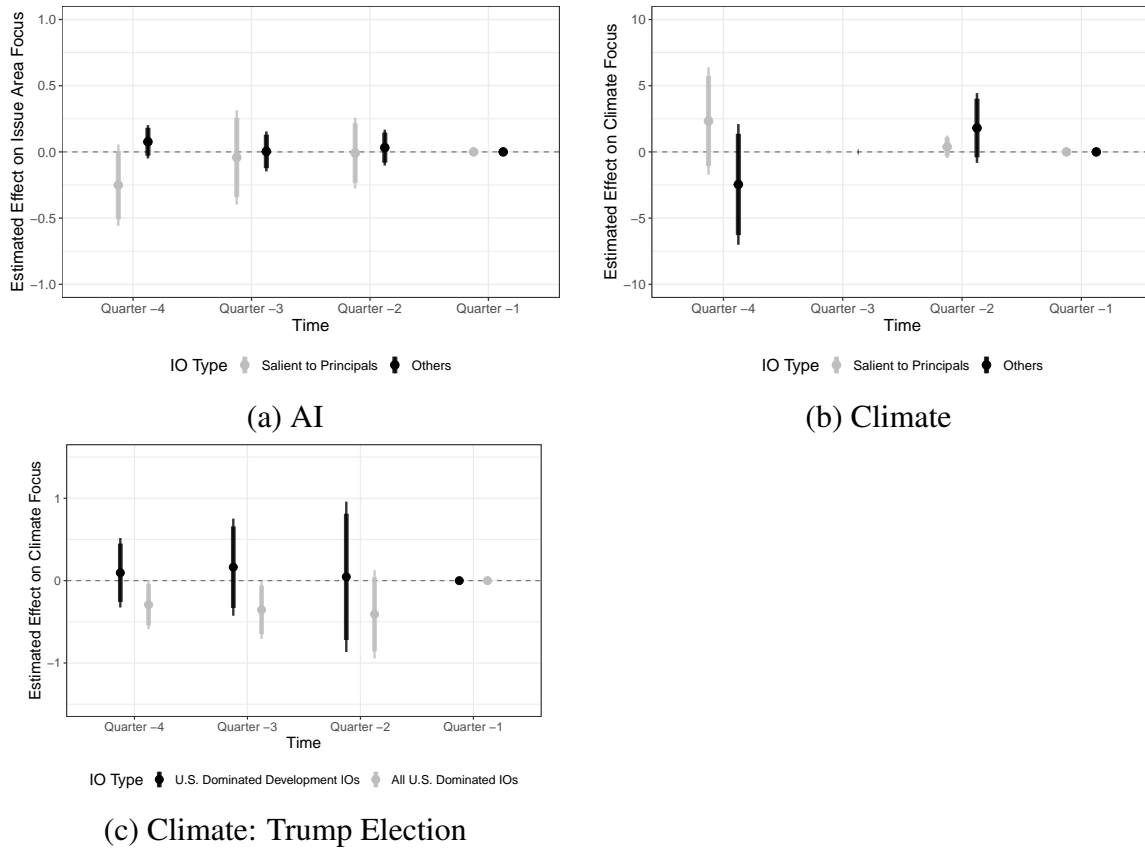 Estimated Effect on Issue Area Focus
1.0
0.5
0.0
−0.5
−1.0
Quarter −4 Quarter −3 Quarter −2 Quarter −1
Time
IO Type Salient to Principals Others
(a) AI
Estimated Effect on Climate Focus
10
5
0
−5
−10
Quarter −4 Quarter −3 Quarter −2 Quarter −1
Time
IO Type Salient to Principals Others
(b) Climate
Estimated Effect on Climate Focus
1
0
−1
Quarter −4 Quarter −3 Quarter −2 Quarter −1
Time
IO Type U.S. Dominated Development IOs All U.S. Dominated IOs
(c) Climate: Trump Election